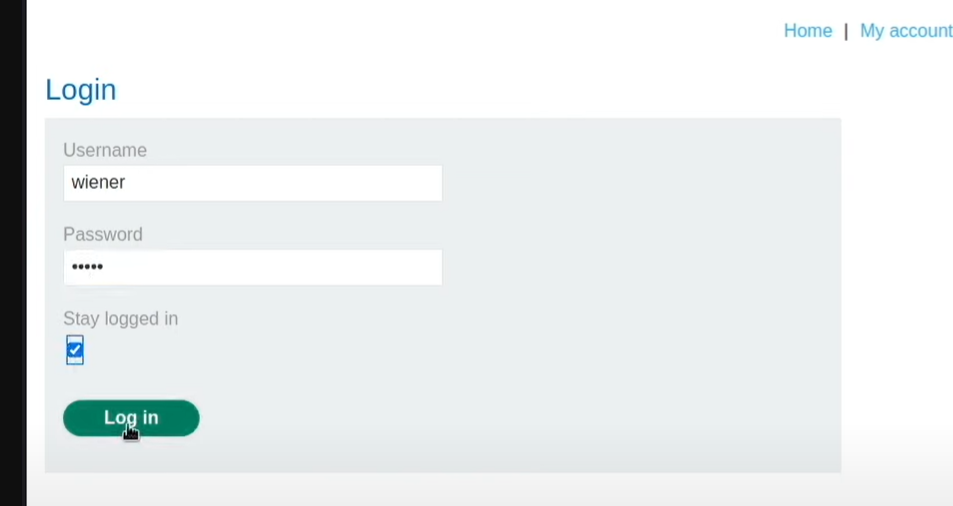 Home | My account
Login
Username
wiener
Password
•••••
Stay logged in
Log in